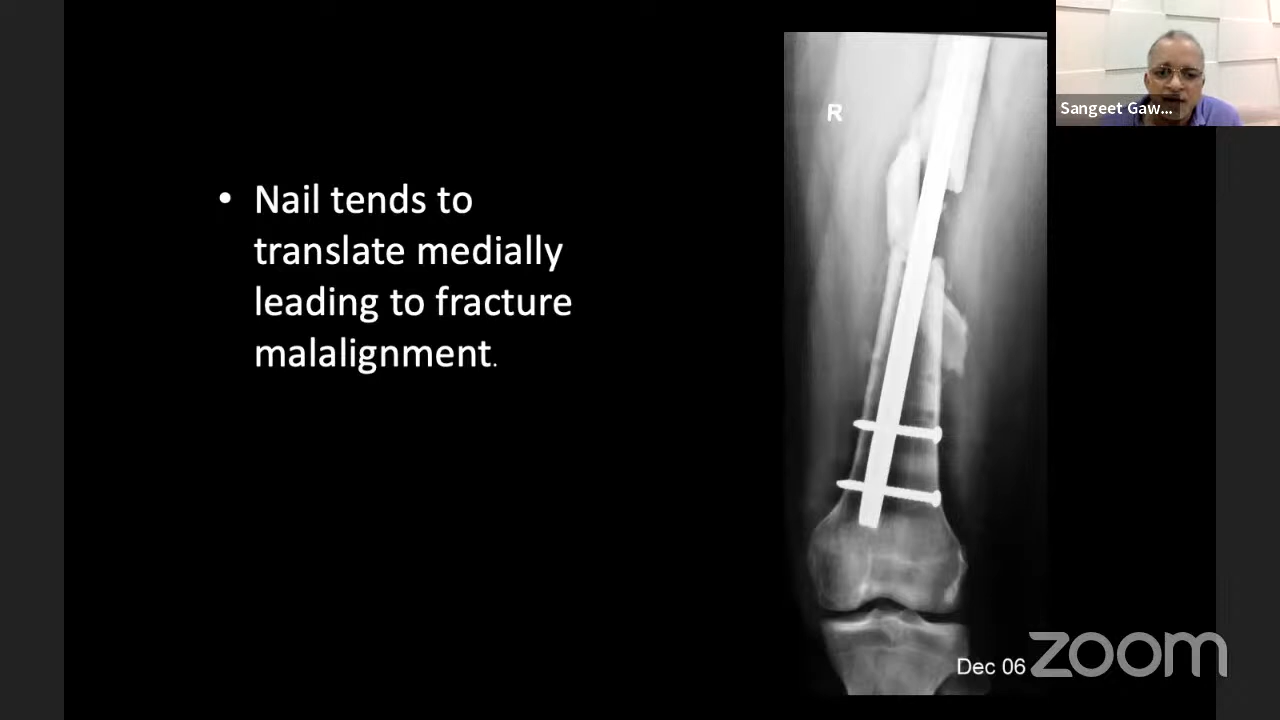 • Nail tends to
translate medially
leading to fracture
malalignment.
R
Sangeet Gaw...
Dec 06
zoom